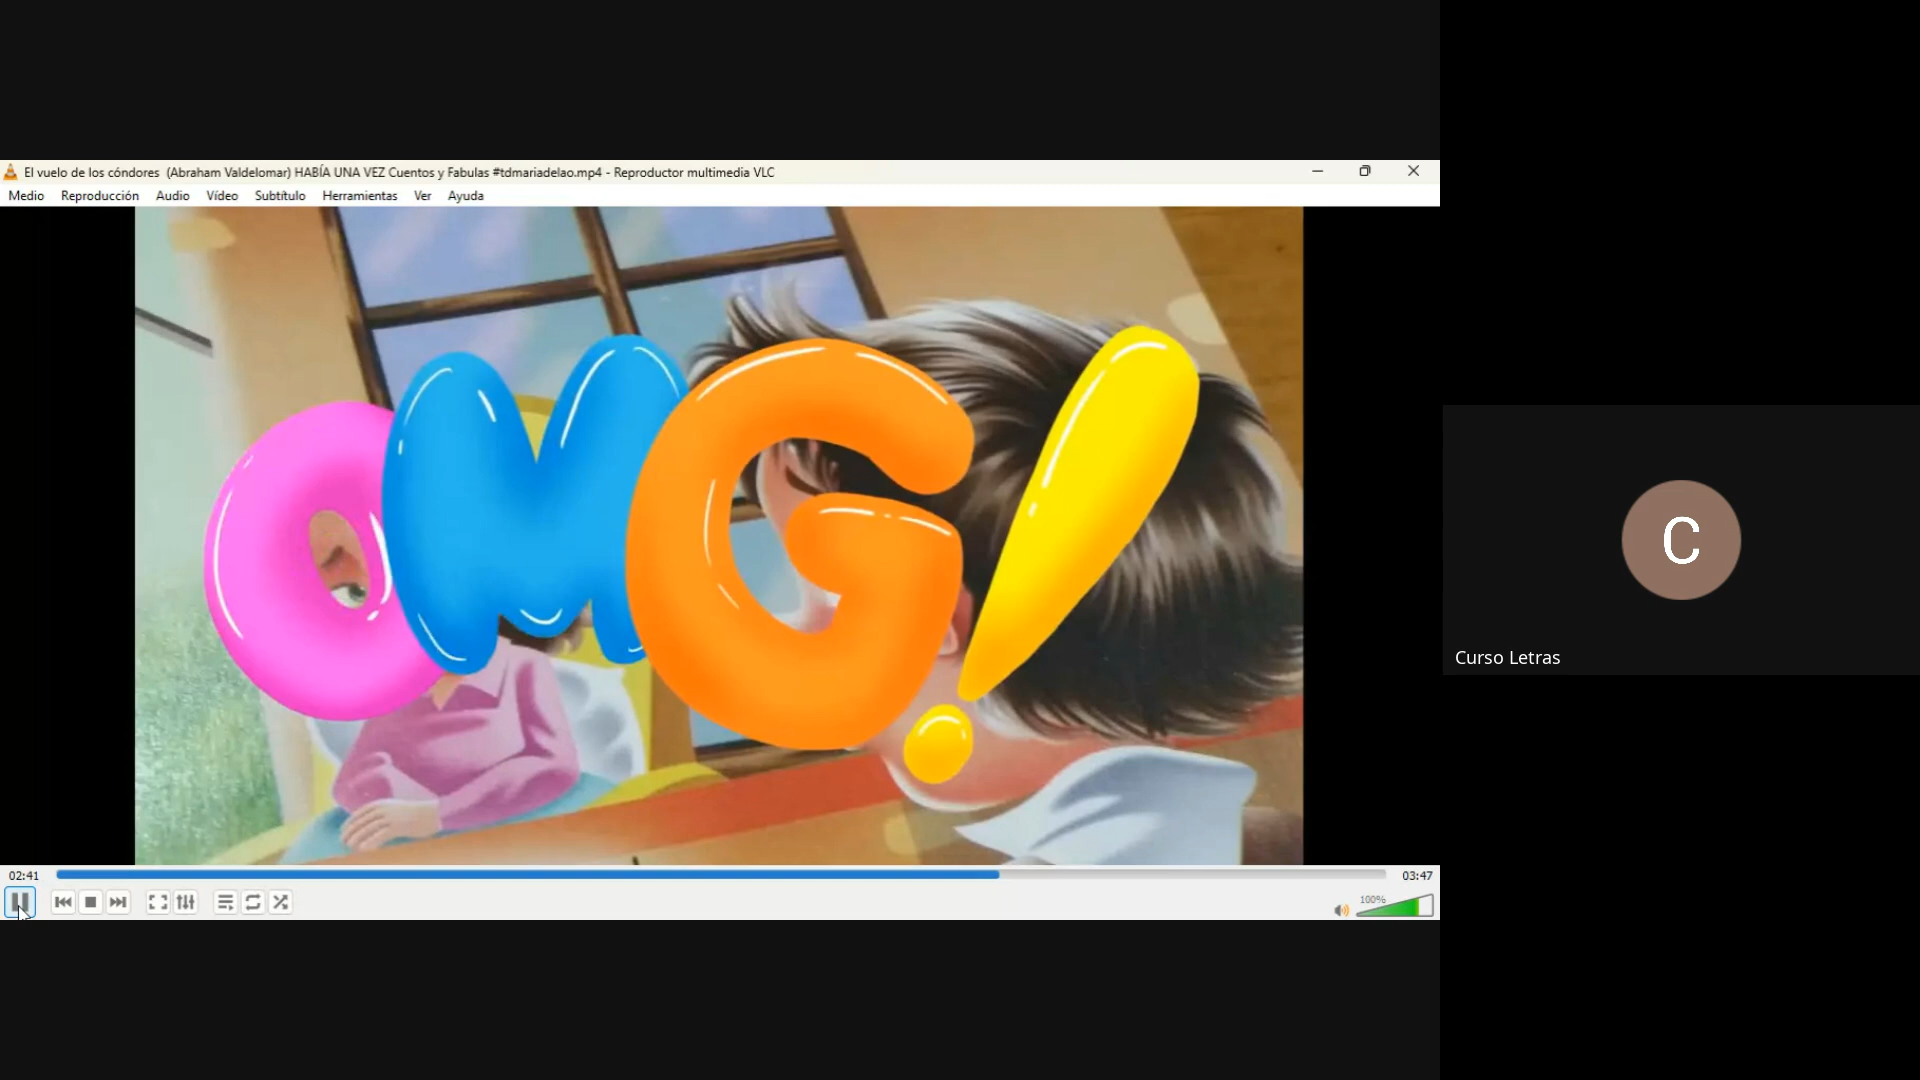 El vuelo de los cóndores (Abraham Valdelomar) HABÍA UNA VEZ Cuentos y Fabulas #tdmariadelao.mp4 - Reproductor multimedia VLC
Medio Reproducción Audio Vídeo Subtítulo Herramientas Ver Ayuda
OMG!
C
Curso Letras
02:41
03:47
100%